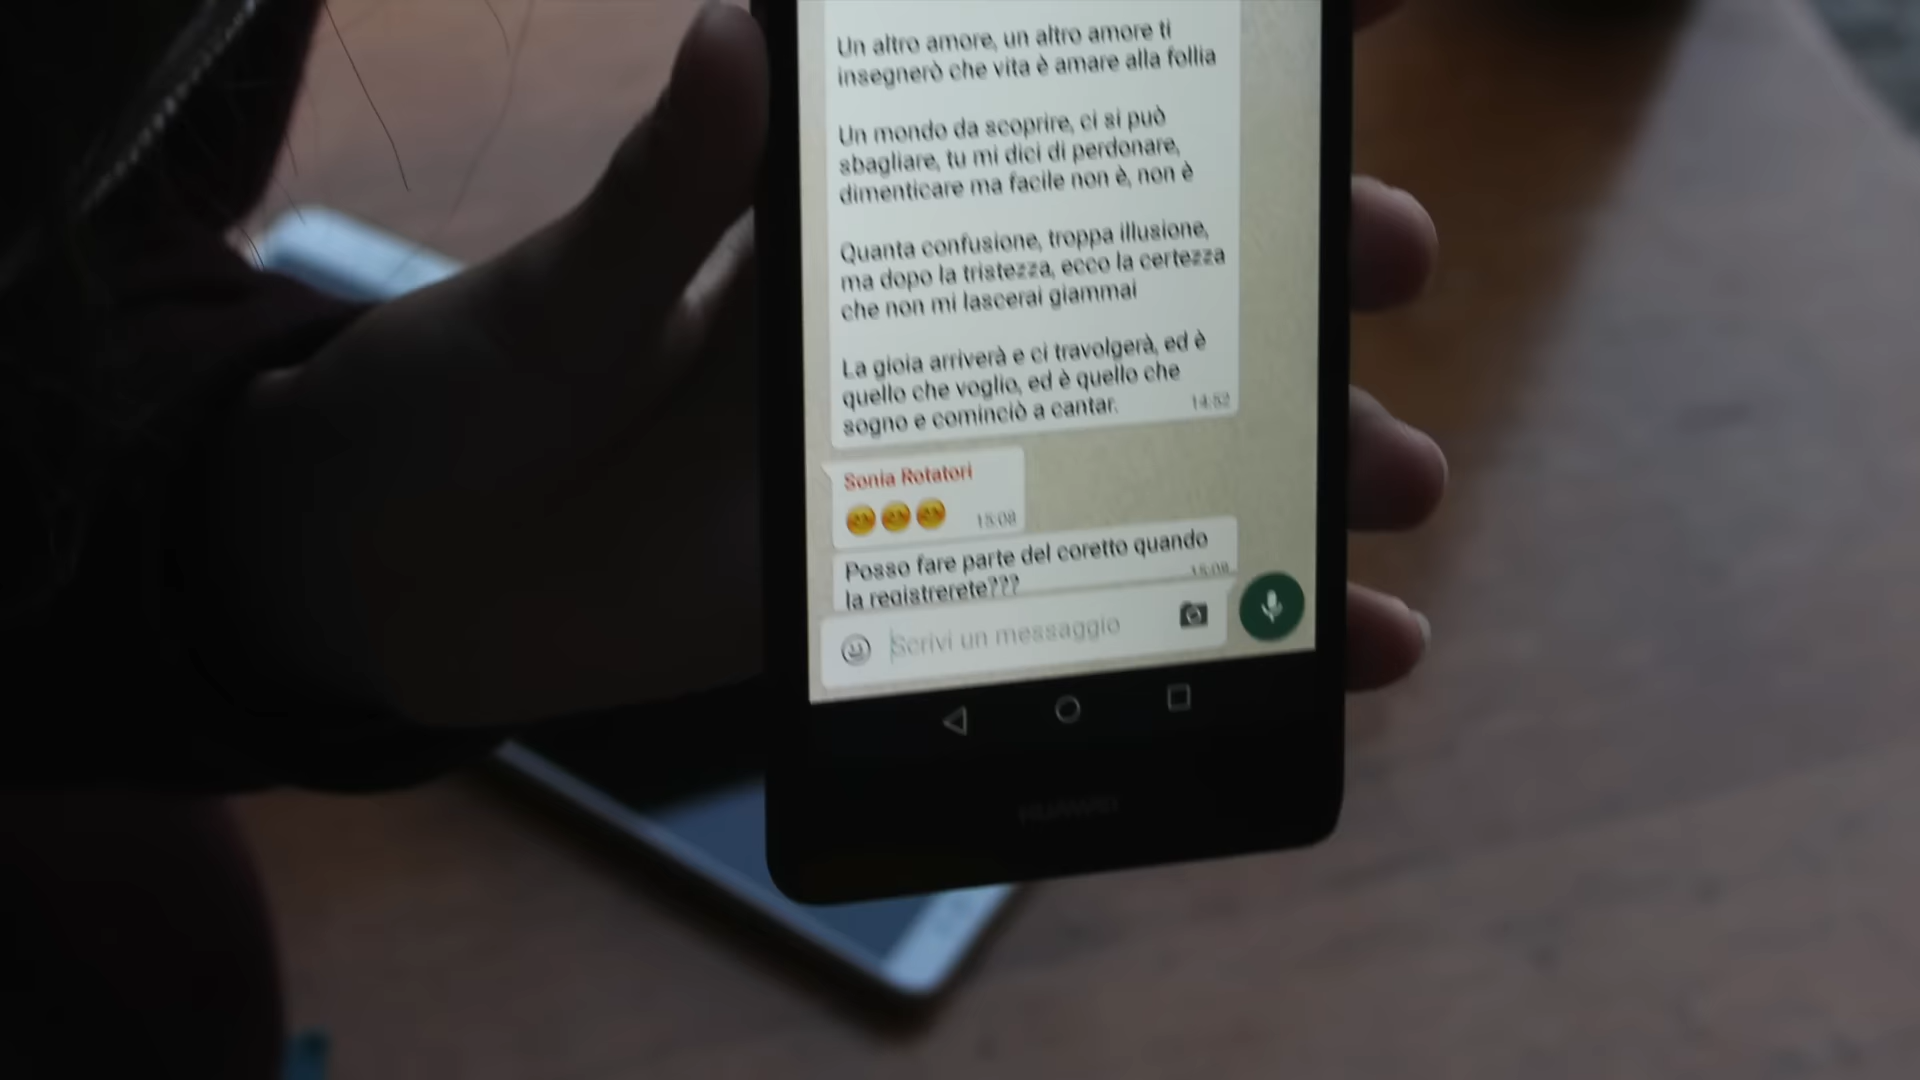 Un altro amore, un altro amore ti
insegnerò che vita è amare alla follia
Un mondo da scoprire, ci si può
sbagliare, tu mi dici di perdonare,
dimenticare ma facile non è, non è
Quanta confusione, troppa illusione,
ma dopo la tristezza, ecco la certezza
che non mi lascerai giammai
La gioia arriverà e ci travolgerà, ed è
quello che voglio, ed è quello che
sogno e cominciò a cantar.
14:52
Sonia Rotatori
15:08
Posso fare parte del coretto quando
la registrerete???
15:08
Scrivi un messaggio
HUAWEI